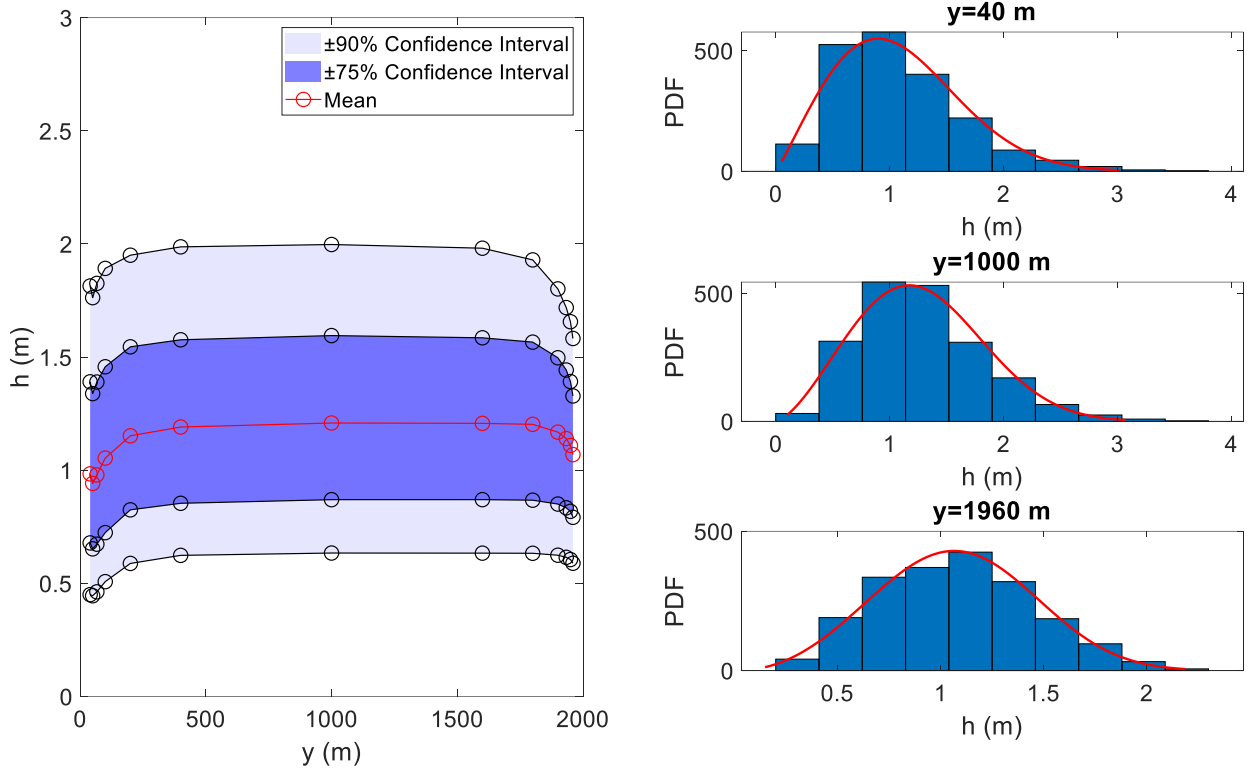 3
2.5
2
1.5
1
0.5
0
h (m)
0
500
1000
1500
2000
y (m)
±90% Confidence Interval
±75% Confidence Interval
Mean
y=40 m
500
0
PDF
0
1
2
3
4
h (m)
y=1000 m
500
0
PDF
0
1
2
3
4
h (m)
y=1960 m
500
0
PDF
0.5
1
1.5
2
h (m)